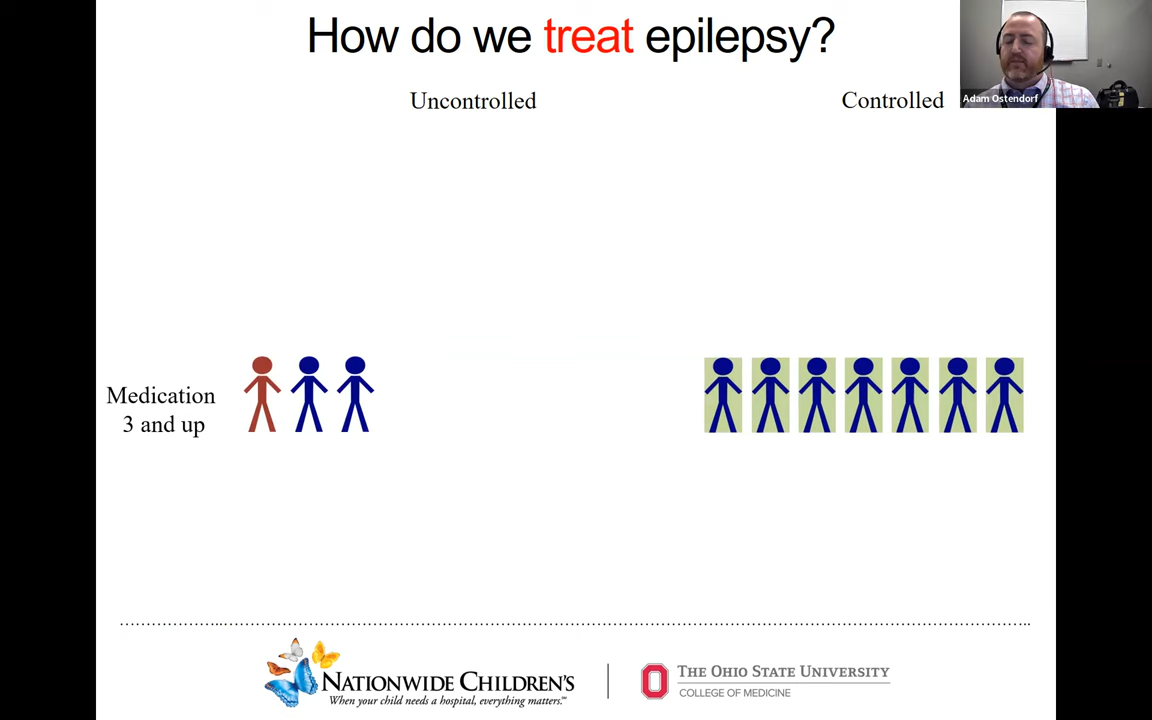 How do we treat epilepsy?
Uncontrolled
Controlled
Adam Ostendorf
Medication
3 and up
NATIONWIDE CHILDREN'S
When your child needs a hospital, everything matters.™
THE OHIO STATE UNIVERSITY
COLLEGE OF MEDICINE